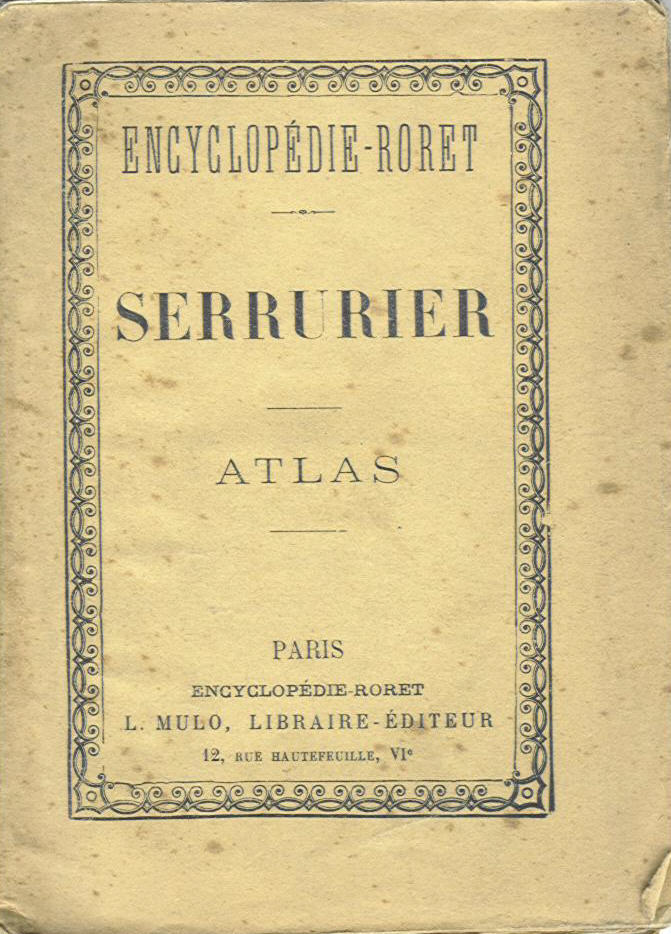 ENCYCLOPÉDIE-RORET
SERRURIER
ATLAS
PARIS
ENCYCLOPÉDIE-RORET
L. MULO, LIBRAIRE-ÉDITEUR
12, RUE HAUTEFEUILLE, VIᵉ